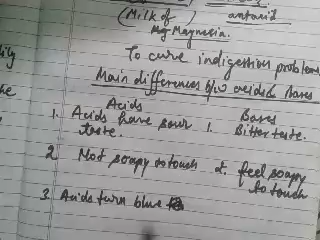 (Milk of) antacid
Mg Magnesia.
To cure indigestion problems
Main differences b/w acids & bases
Acids Bases
1. Acids have sour 1. Bitter taste.
taste.
2 Not soapy to touch 2. feel soapy
to touch
3. Acids turn blue